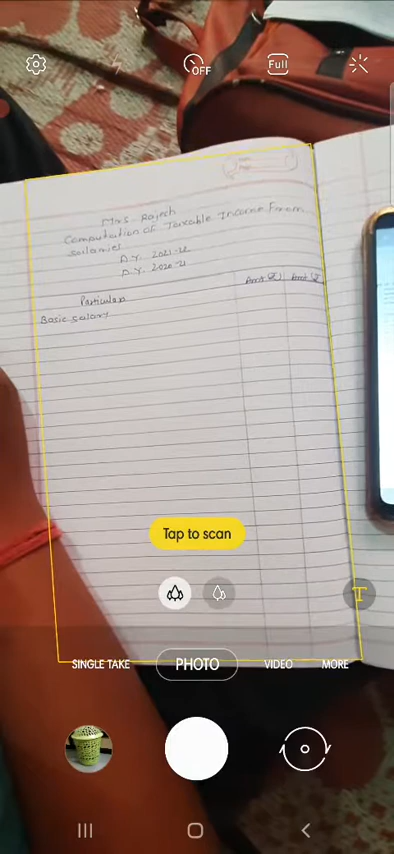 OFF
Full
Mrs Rajesh
Computation of Taxable Income From
salaries
A.Y. 2021-22
P.Y. 2020-21
Particulars
Amt ₹ Amt ₹
Basic salary
Tap to scan
T
SINGLE TAKE PHOTO VIDEO MORE